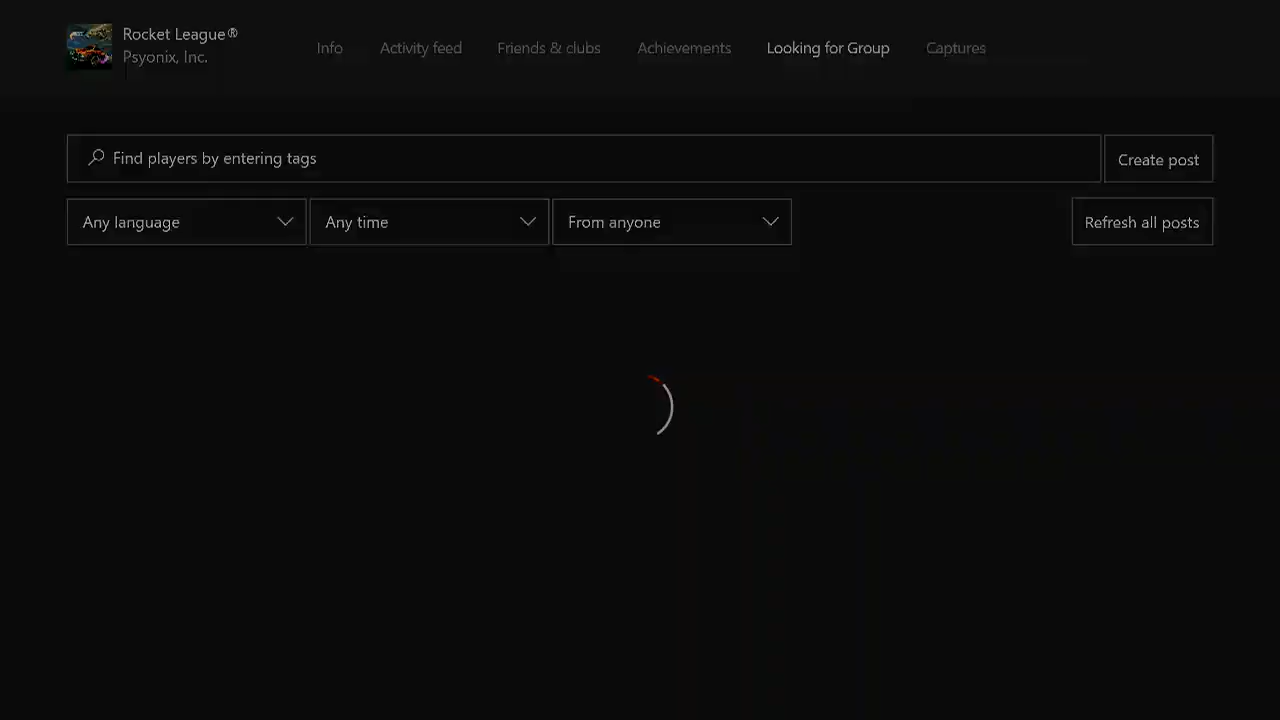 Rocket League®
Psyonix, Inc.
Info
Activity feed
Friends & clubs
Achievements
Looking for Group
Captures
Find players by entering tags
Create post
Any language
Any time
From anyone
Refresh all posts